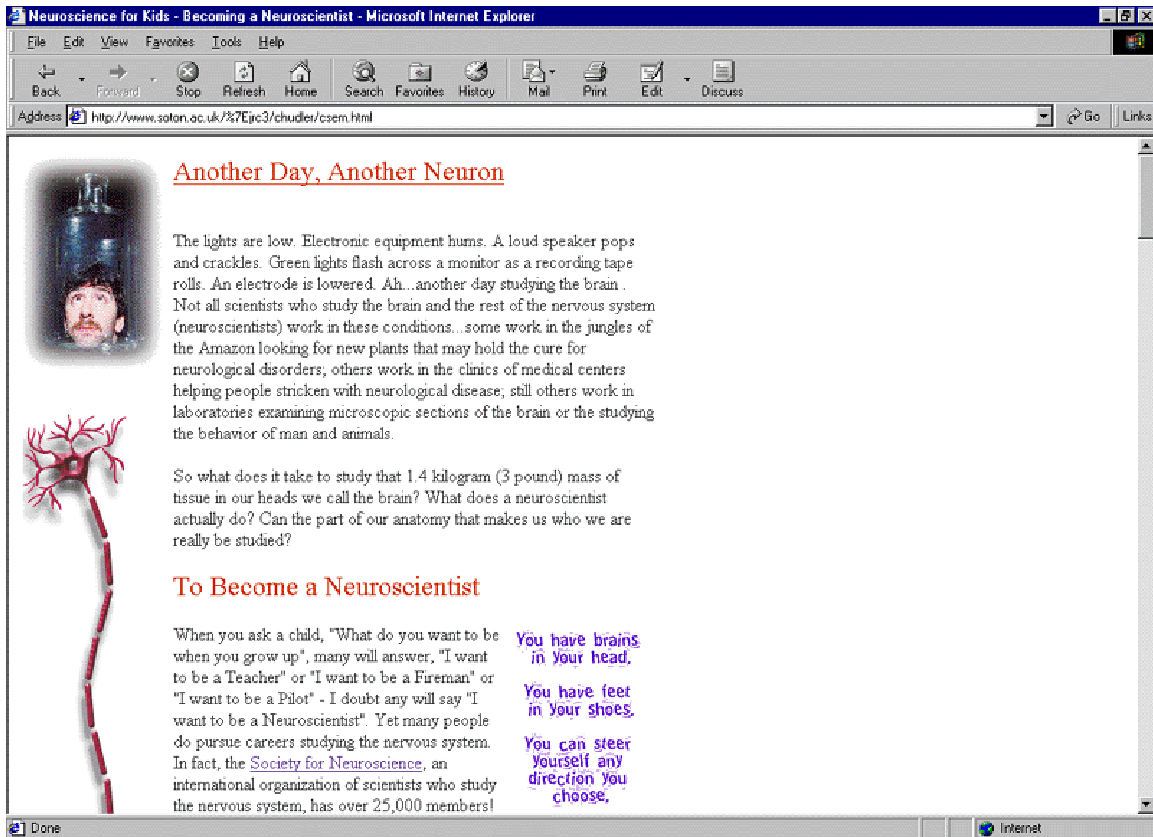 Neuroscience for Kids - Becoming a Neuroscientist - Microsoft Internet Explorer
File Edit View Favorites Tools Help
Back Forward Stop Refresh Home Search Favorites History Mail Print Edit Discuss
Address http://www.soton.ac.uk/%7Ejrc3/chudler/csem.html Go Links
Another Day, Another Neuron
The lights are low. Electronic equipment hums. A loud speaker pops
and crackles. Green lights flash across a monitor as a recording tape
rolls. An electrode is lowered. Ah...another day studying the brain .
Not all scientists who study the brain and the rest of the nervous system
(neuroscientists) work in these conditions...some work in the jungles of
the Amazon looking for new plants that may hold the cure for
neurological disorders; others work in the clinics of medical centers
helping people stricken with neurological disease; still others work in
laboratories examining microscopic sections of the brain or the studying
the behavior of man and animals.
So what does it take to study that 1.4 kilogram (3 pound) mass of
tissue in our heads we call the brain? What does a neuroscientist
actually do? Can the part of our anatomy that makes us who we are
really be studied?
To Become a Neuroscientist
When you ask a child, "What do you want to be
when you grow up", many will answer, "I want
to be a Teacher" or "I want to be a Fireman" or
"I want to be a Pilot" - I doubt any will say "I
want to be a Neuroscientist". Yet many people
do pursue careers studying the nervous system.
In fact, the Society for Neuroscience, an
international organization of scientists who study
the nervous system, has over 25,000 members!
You have brains
in your head.
You have feet
in your shoes.
You can steer
yourself any
direction you
choose.
Done Internet